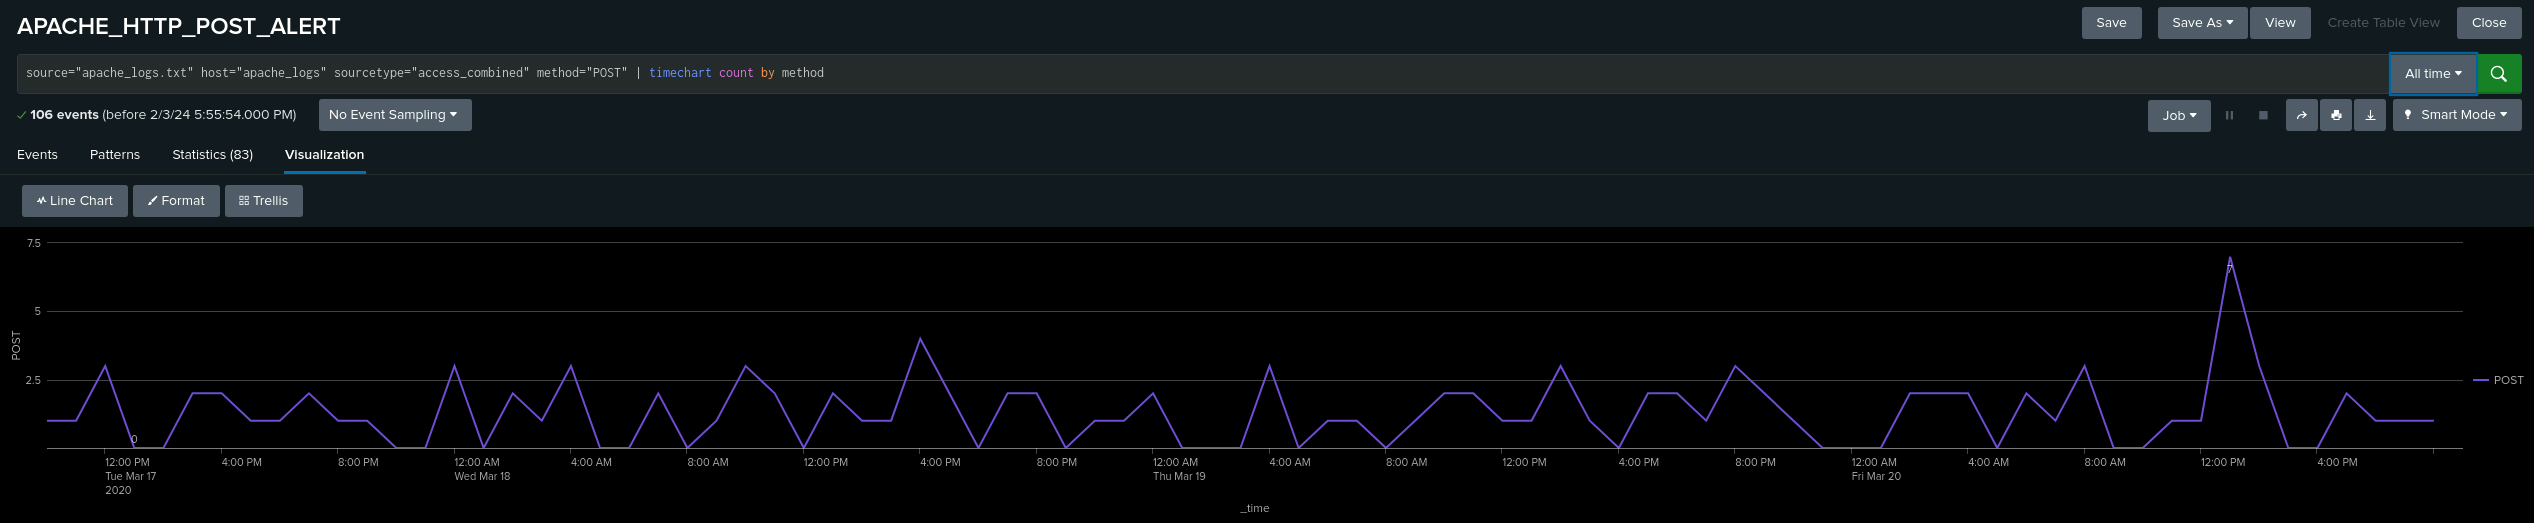 APACHE_HTTP_POST_ALERT
Save
Save As
View
Create Table View
Close
source="apache_logs.txt" host="apache_logs" sourcetype="access_combined" method="POST" | timechart count by method
All time
106 events (before 2/3/24 5:55:54.000 PM)
No Event Sampling
Job
Smart Mode
Events
Patterns
Statistics (83)
Visualization
Line Chart
Format
Trellis
7.5
5
2.5
POST
7
0
POST
12:00 PM
Tue Mar 17
2020
4:00 PM
8:00 PM
12:00 AM
Wed Mar 18
4:00 AM
8:00 AM
12:00 PM
4:00 PM
8:00 PM
12:00 AM
Thu Mar 19
4:00 AM
8:00 AM
12:00 PM
4:00 PM
8:00 PM
12:00 AM
Fri Mar 20
4:00 AM
8:00 AM
12:00 PM
4:00 PM
_time